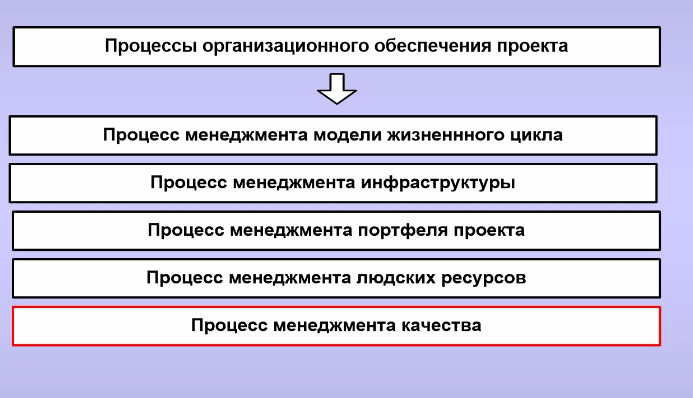 Процессы организационного обеспечения проекта
Процесс менеджмента модели жизненнного цикла
Процесс менеджмента инфраструктуры
Процесс менеджмента портфеля проекта
Процесс менеджмента людских ресурсов
Процесс менеджмента качества